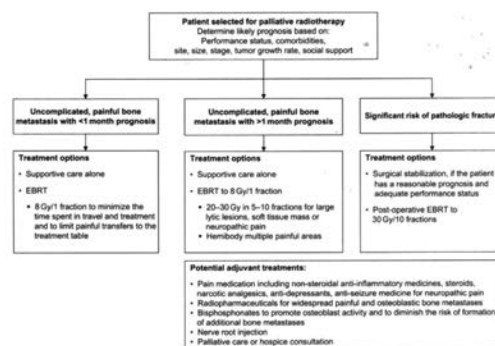 Patient selected for palliative radiotherapy
Determine likely prognosis based on:
Performance status, comorbidities,
site, size, stage, tumor growth rate, social support
Uncomplicated, painful bone
metastasis with <1 month prognosis
Treatment options
• Supportive care alone
• EBRT
• 8 Gy/1 fraction to minimize the
time spent in travel and treatment and
to limit painful transfers to
the treatment table
Uncomplicated, painful bone
metastasis with >1 month prognosis
Treatment options
• Supportive care alone
• EBRT to 8 Gy/1 fraction
• 20–30 Gy in 5–10 fractions for large
lytic lesions, soft tissue mass or
neuropathic pain
• Hemibody multiple painful areas
Significant risk of pathologic fracture
Treatment options
• Surgical stabilization, if the patient
has a reasonable prognosis and
adequate performance status
• Post-operative EBRT to
30 Gy/10 fractions
Potential adjuvant treatments:
• Pain medication including non-steroidal anti-inflammatory medicines, steroids,
narcotic analgesics, anti-depressants, anti-seizure medicine for neuropathic pain
• Radiopharmaceuticals for widespread painful and osteoblastic bone metastases
• Bisphosphonates to promote osteoblast activity and to diminish the risk of formation
of additional bone metastases
• Nerve root injection
• Palliative care or hospice consultation